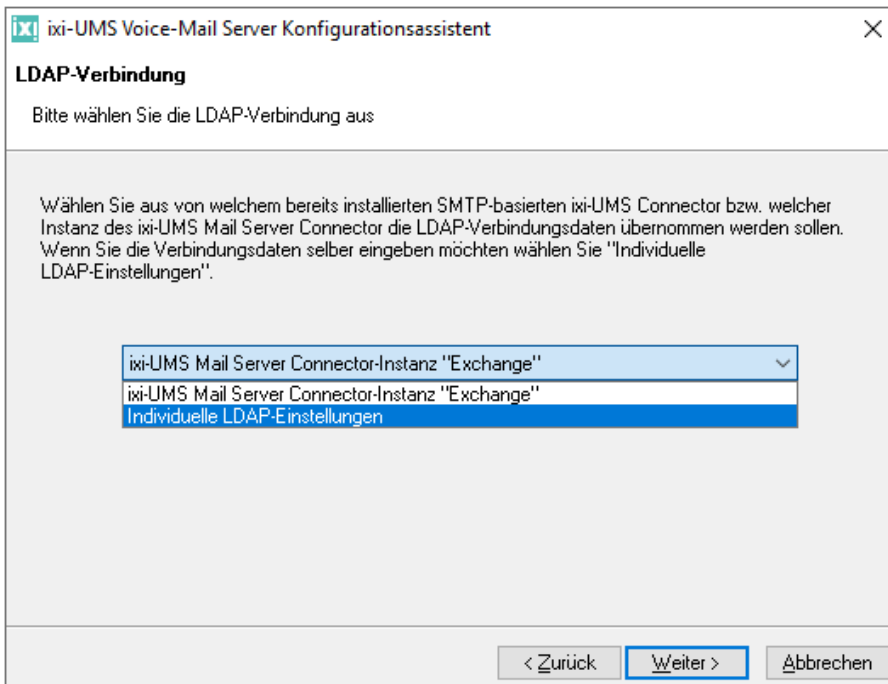 ixi ixi-UMS Voice-Mail Server Konfigurationsassistent
LDAP-Verbindung
Bitte wählen Sie die LDAP-Verbindung aus
Wählen Sie aus von welchem bereits installierten SMTP-basierten ixi-UMS Connector bzw. welcher
Instanz des ixi-UMS Mail Server Connector die LDAP-Verbindungsdaten übernommen werden sollen.
Wenn Sie die Verbindungsdaten selber eingeben möchten wählen Sie "Individuelle
LDAP-Einstellungen".
ixi-UMS Mail Server Connector-Instanz "Exchange"
ixi-UMS Mail Server Connector-Instanz "Exchange"
Individuelle LDAP-Einstellungen
< Zurück Weiter > Abbrechen